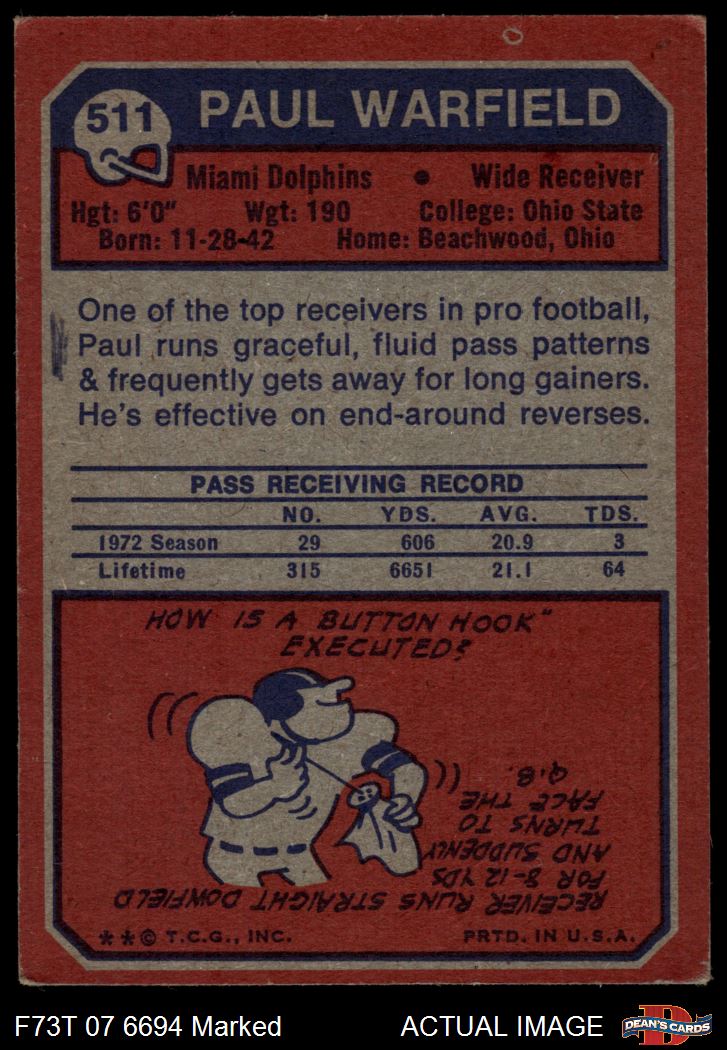 511
PAUL WARFIELD
Miami Dolphins • Wide Receiver
Hgt: 6'0" Wgt: 190 College: Ohio State
Born: 11-28-42 Home: Beachwood, Ohio
One of the top receivers in pro football,
Paul runs graceful, fluid pass patterns
& frequently gets away for long gainers.
He's effective on end-around reverses.
PASS RECEIVING RECORD
NO. YDS. AVG. TDS.
1972 Season 29 606 20.9 3
Lifetime 315 6651 21.1 64
HOW IS A BUTTON HOOK"
EXECUTED?
RECEIVER RUNS STRAIGHT DOWFIELD
FOR 8-12 YDS
AND SUDDENLY
TURNS TO
FACE THE
Q.B.
**© T.C.G., INC. PRTD. IN U.S.A.
F73T 07 6694 Marked ACTUAL IMAGE
D
DEAN'S CARDS